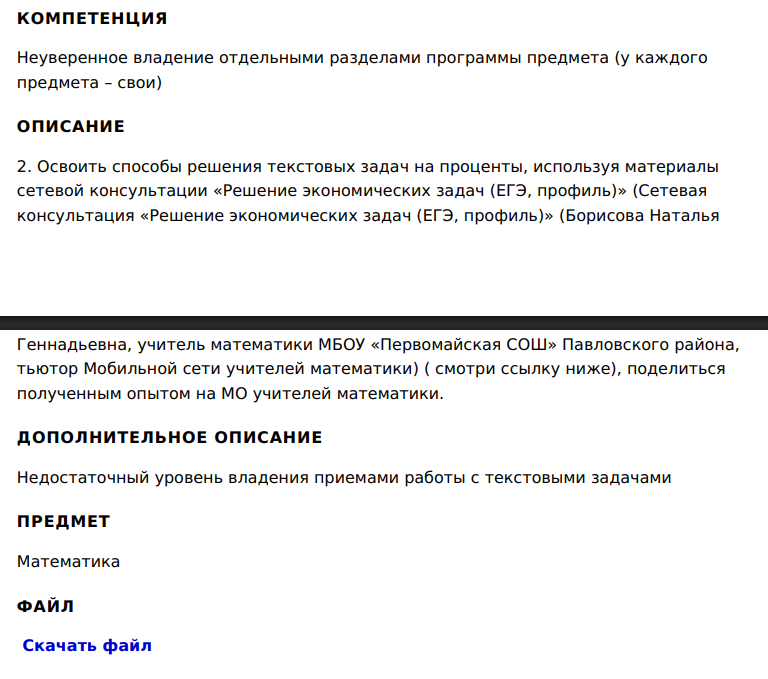 КОМПЕТЕНЦИЯ
Неуверенное владение отдельными разделами программы предмета (у каждого
предмета – свои)
ОПИСАНИЕ
2. Освоить способы решения текстовых задач на проценты, используя материалы
сетевой консультации «Решение экономических задач (ЕГЭ, профиль)» (Сетевая
консультация «Решение экономических задач (ЕГЭ, профиль)» (Борисова Наталья
Геннадьевна, учитель математики МБОУ «Первомайская СОШ» Павловского района,
тьютор Мобильной сети учителей математики) ( смотри ссылку ниже), поделиться
полученным опытом на МО учителей математики.
ДОПОЛНИТЕЛЬНОЕ ОПИСАНИЕ
Недостаточный уровень владения приемами работы с текстовыми задачами
ПРЕДМЕТ
Математика
ФАЙЛ
Скачать файл